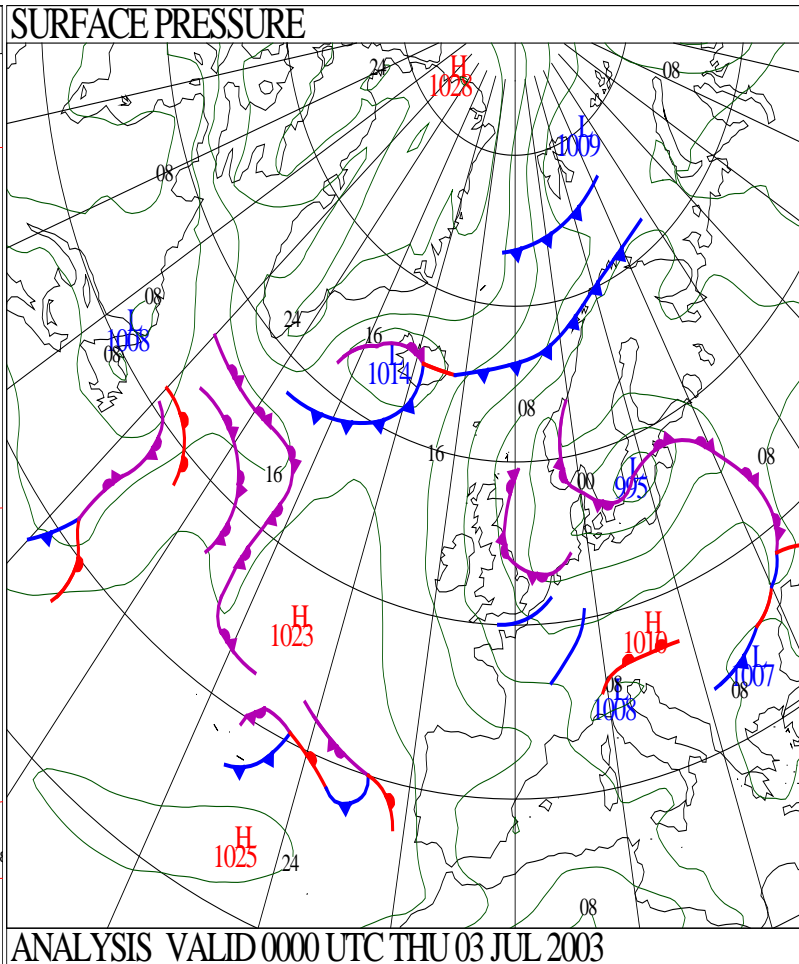 SURFACE PRESSURE
24
H
1028
08
L
1009
08
08
L
1008
08
24
16
L
1014
08
16
16
00
L
995
08
H
1023
H
1010
08
L
1008
L
1007
08
H
1025
24
08
ANALYSIS VALID 0000 UTC THU 03 JUL 2003